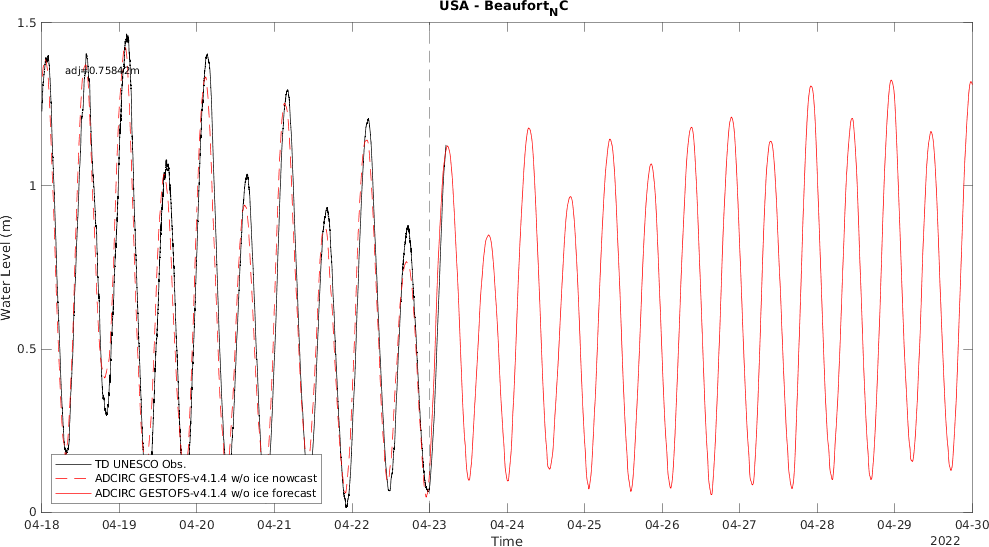 USA - Beaufort_NC
1.5
adj=0.75842m
1
Water Level (m)
0.5
TD UNESCO Obs.
ADCIRC GESTOFS-v4.1.4 w/o ice nowcast
ADCIRC GESTOFS-v4.1.4 w/o ice forecast
0
04-18 04-19 04-20 04-21 04-22 04-23 04-24 04-25 04-26 04-27 04-28 04-29 04-30
Time
2022